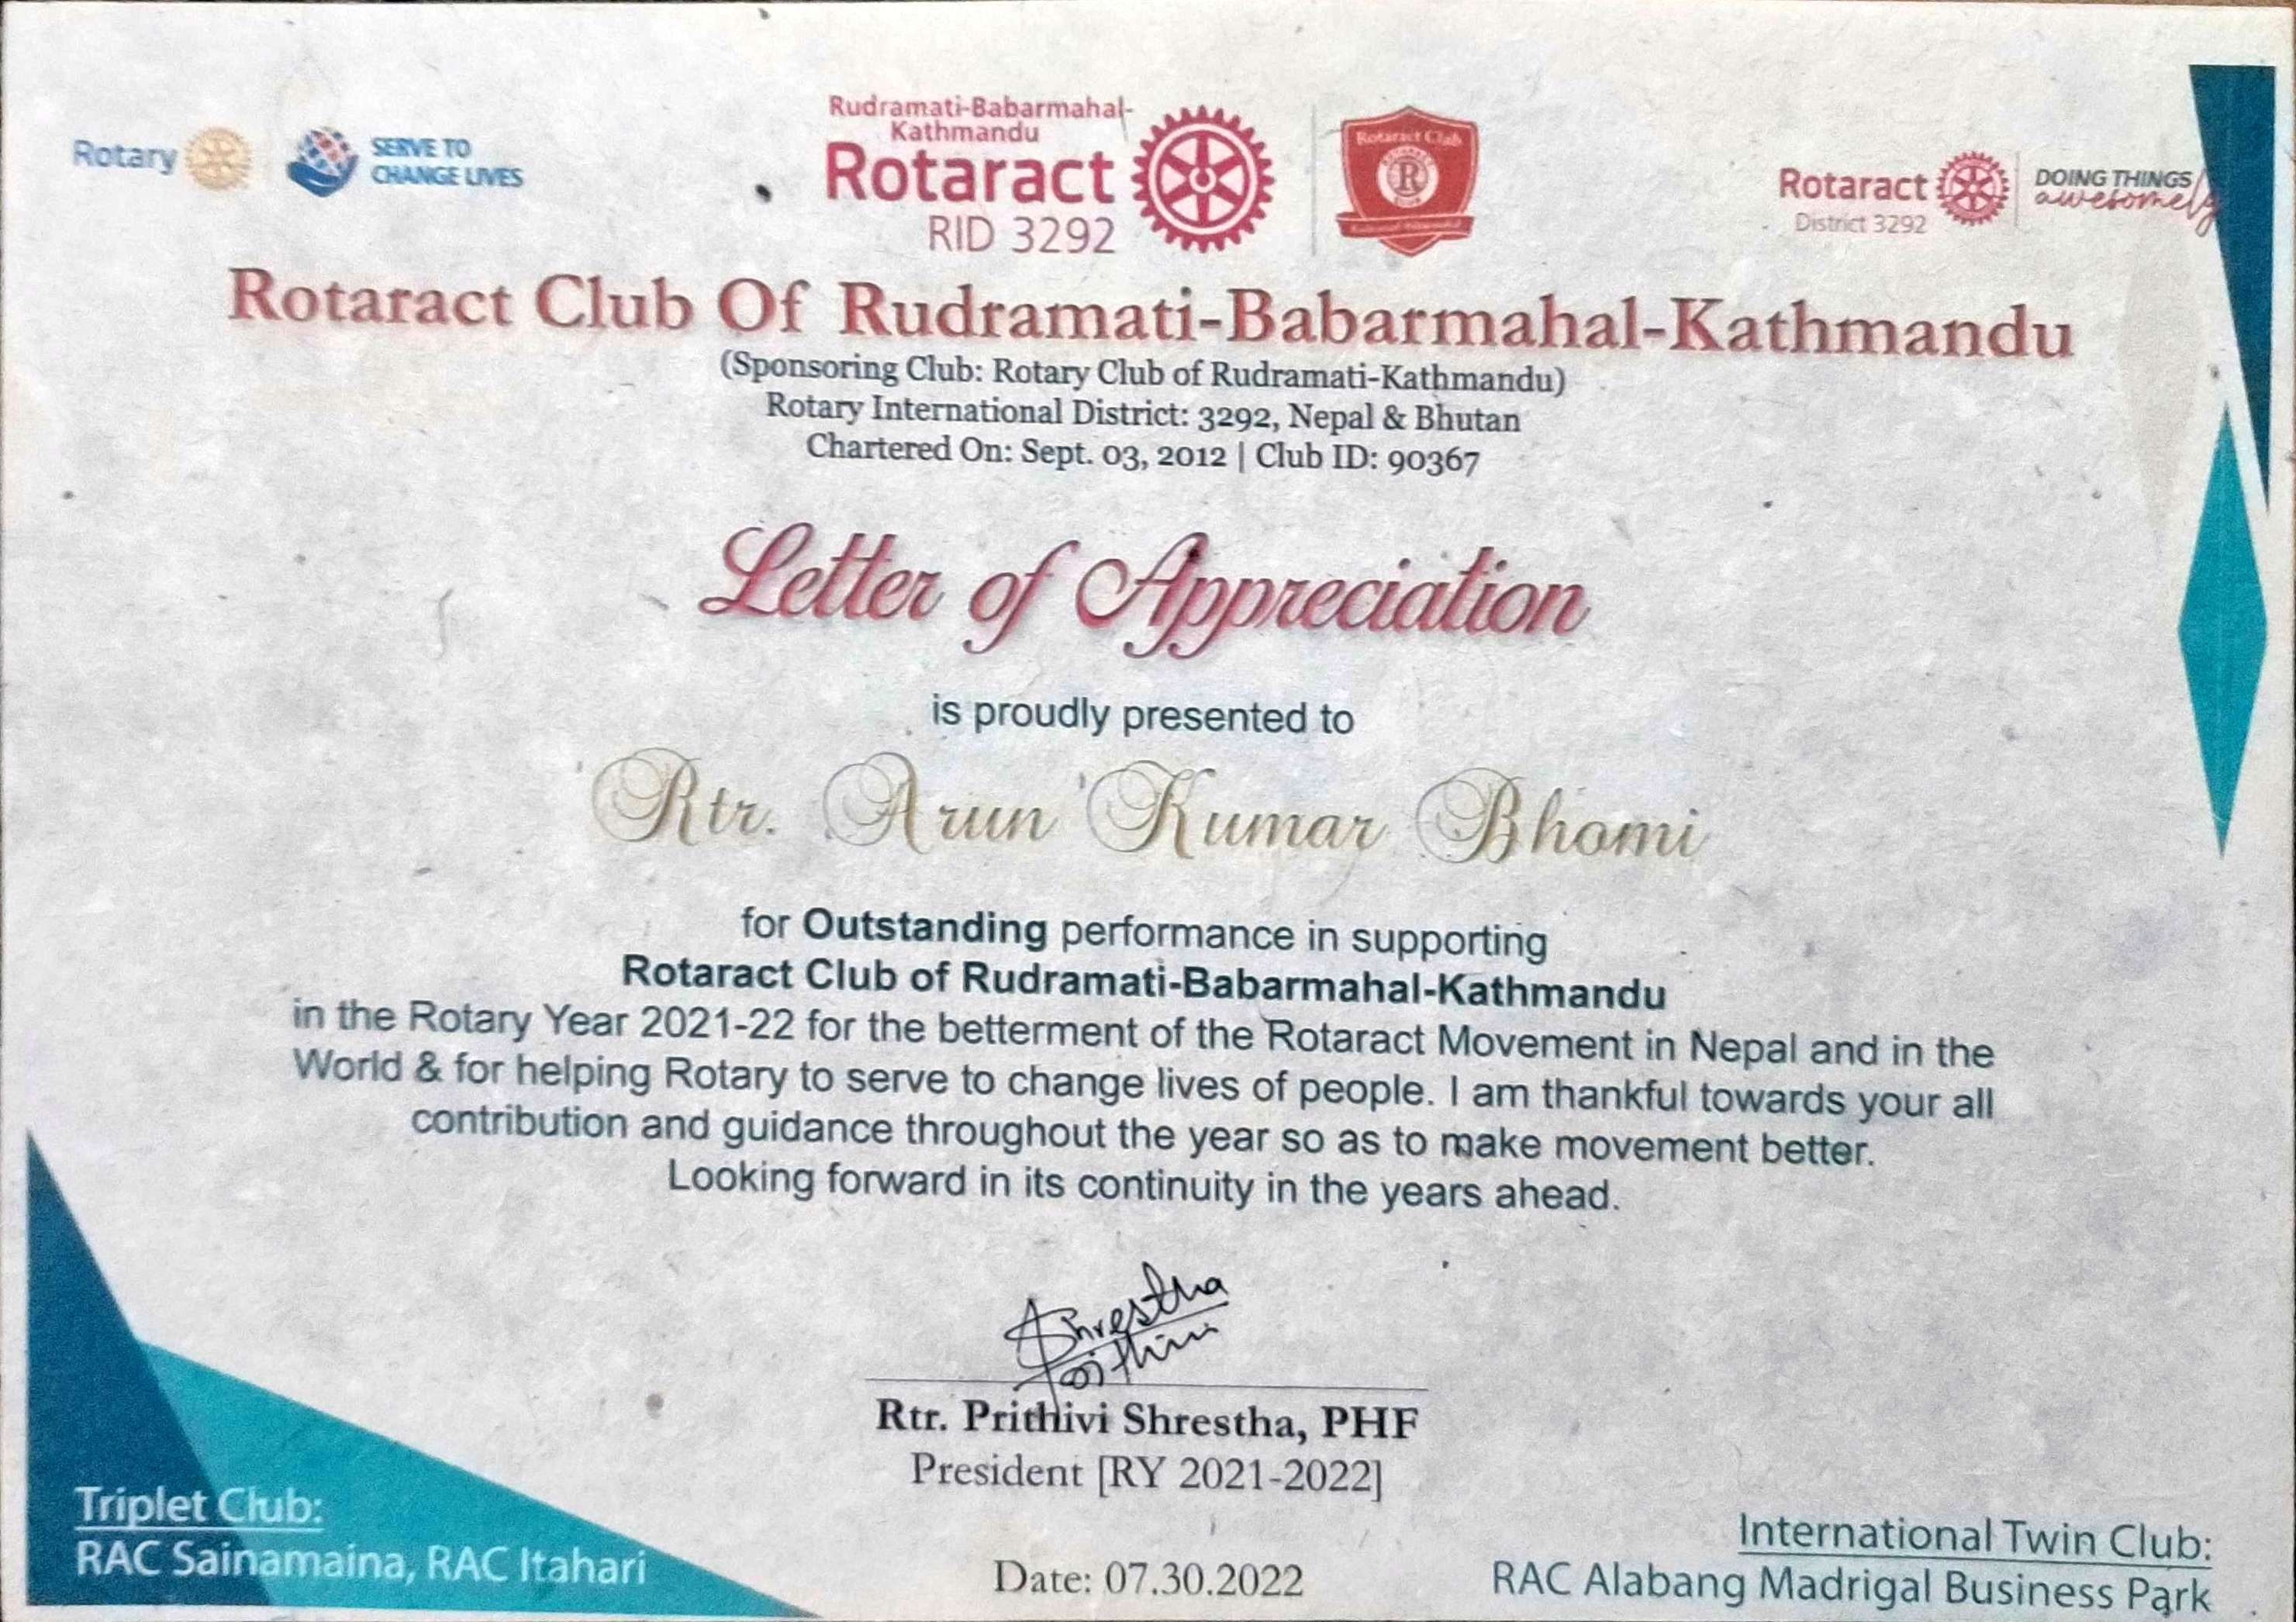 Rotary
SERVE TO
CHANGE LIVES
Rudramati-Babarmahal-
Kathmandu
Rotaract
RID 3292
Rotaract Club
R
Rotaract
District 3292
DOING THINGS
awesomely
Rotaract Club Of Rudramati-Babarmahal-Kathmandu
(Sponsoring Club: Rotary Club of Rudramati-Kathmandu)
Rotary International District: 3292, Nepal & Bhutan
Chartered On: Sept. 03, 2012 | Club ID: 90367
Letter of Appreciation
is proudly presented to
Rtr. Arun Kumar Bhomi
for Outstanding performance in supporting
Rotaract Club of Rudramati-Babarmahal-Kathmandu
in the Rotary Year 2021-22 for the betterment of the Rotaract Movement in Nepal and in the
World & for helping Rotary to serve to change lives of people. I am thankful towards your all
contribution and guidance throughout the year so as to make movement better.
Looking forward in its continuity in the years ahead.
Shrestha
Rtr. Prithivi Shrestha, PHF
President [RY 2021-2022]
Date: 07.30.2022
Triplet Club:
RAC Sainamaina, RAC Itahari
International Twin Club:
RAC Alabang Madrigal Business Park